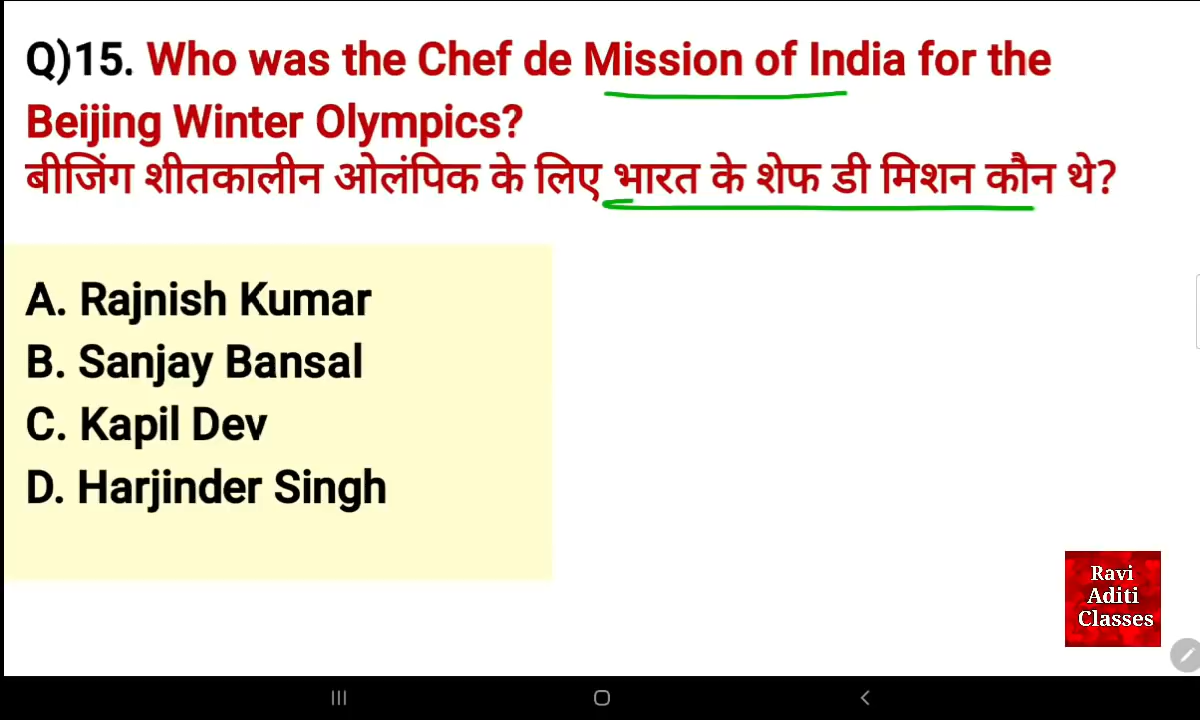 Q)15. Who was the Chef de Mission of India for the
Beijing Winter Olympics?
बीजिंग शीतकालीन ओलंपिक के लिए भारत के शेफ डी मिशन कौन थे?
A. Rajnish Kumar
B. Sanjay Bansal
C. Kapil Dev
D. Harjinder Singh
Ravi
Aditi
Classes